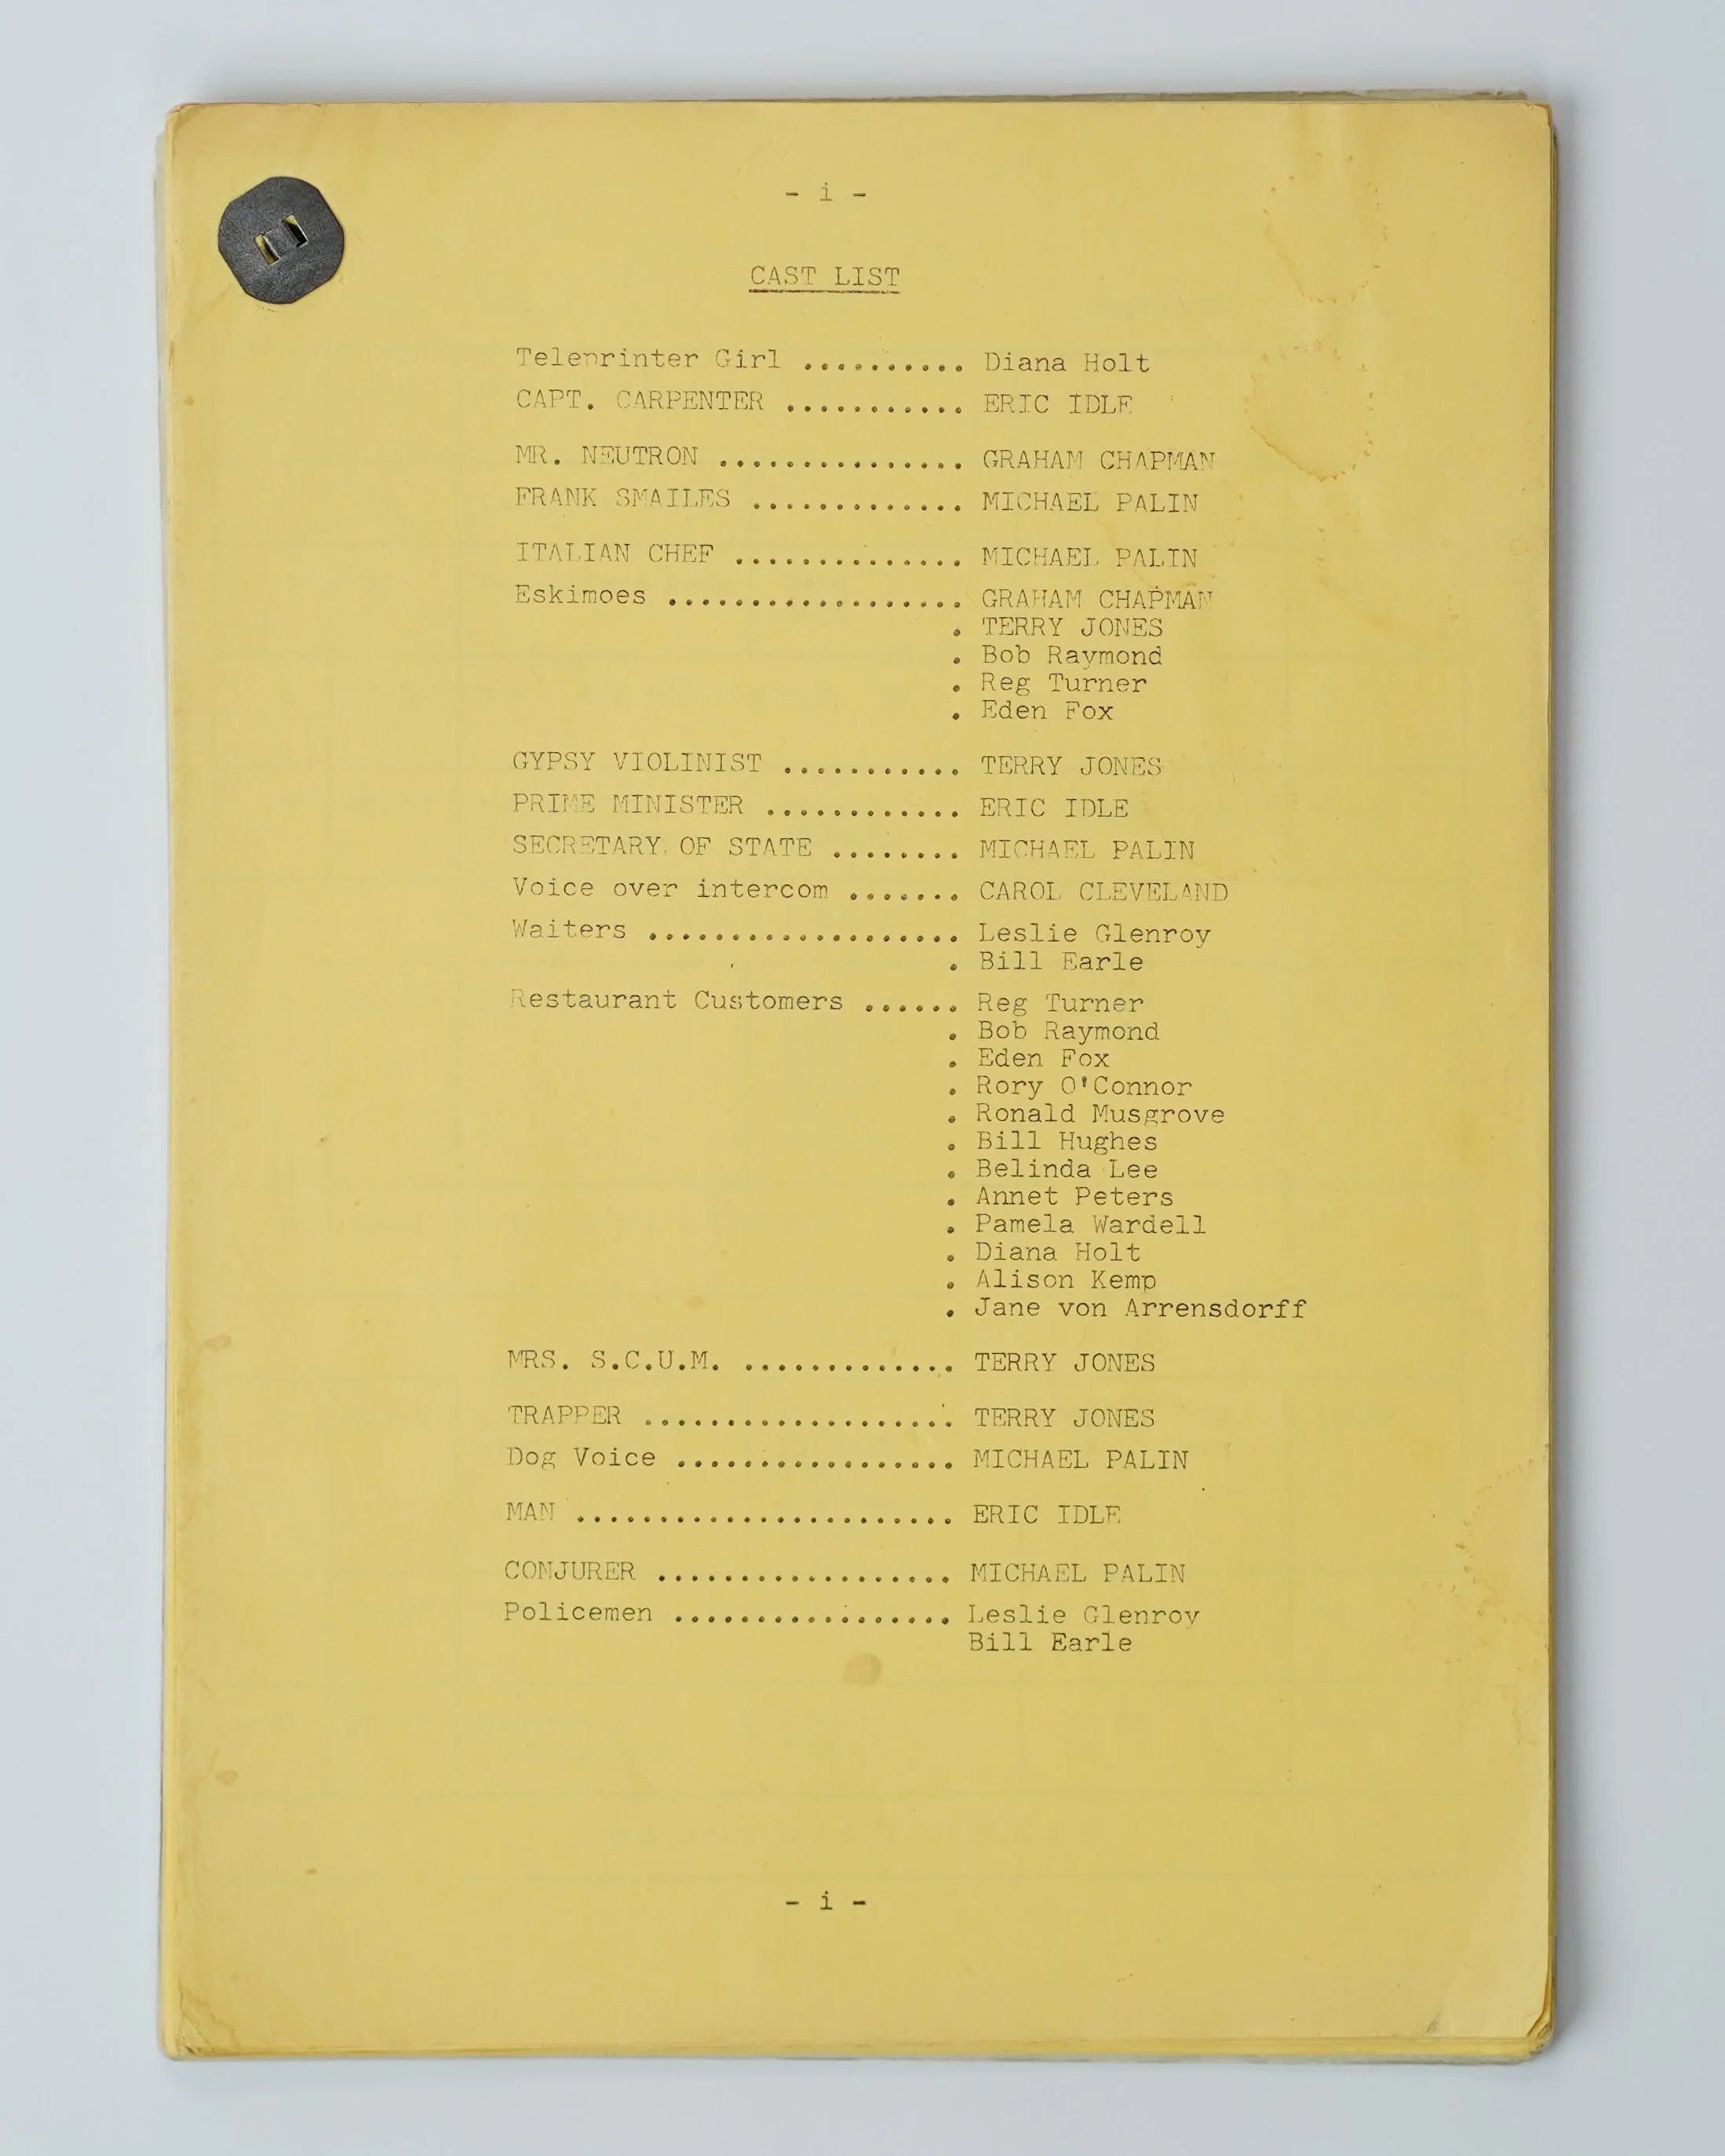 - i -
CAST LIST
Teleprinter Girl .......... Diana Holt
CAPT. CARPENTER ........... ERIC IDLE
MR. NEUTRON ............... GRAHAM CHAPMAN
FRANK SMAILES ............. MICHAEL PALIN
ITALIAN CHEF .............. MICHAEL PALIN
Eskimoes .................. GRAHAM CHAPMAN
. TERRY JONES
. Bob Raymond
. Reg Turner
. Eden Fox
GYPSY VIOLINIST ........... TERRY JONES
PRIME MINISTER ............ ERIC IDLE
SECRETARY OF STATE ........ MICHAEL PALIN
Voice over intercom ....... CAROL CLEVELAND
Waiters ................... Leslie Glenroy
. Bill Earle
Restaurant Customers ...... Reg Turner
. Bob Raymond
. Eden Fox
. Rory O'Connor
. Ronald Musgrove
. Bill Hughes
. Belinda Lee
. Annet Peters
. Pamela Wardell
. Diana Holt
. Alison Kemp
. Jane von Arrensdorff
MRS. S.C.U.M. ............. TERRY JONES
TRAPPER ................... TERRY JONES
Dog Voice ................. MICHAEL PALIN
MAN ....................... ERIC IDLE
CONJURER .................. MICHAEL PALIN
Policemen ................. Leslie Glenroy
Bill Earle
- i -